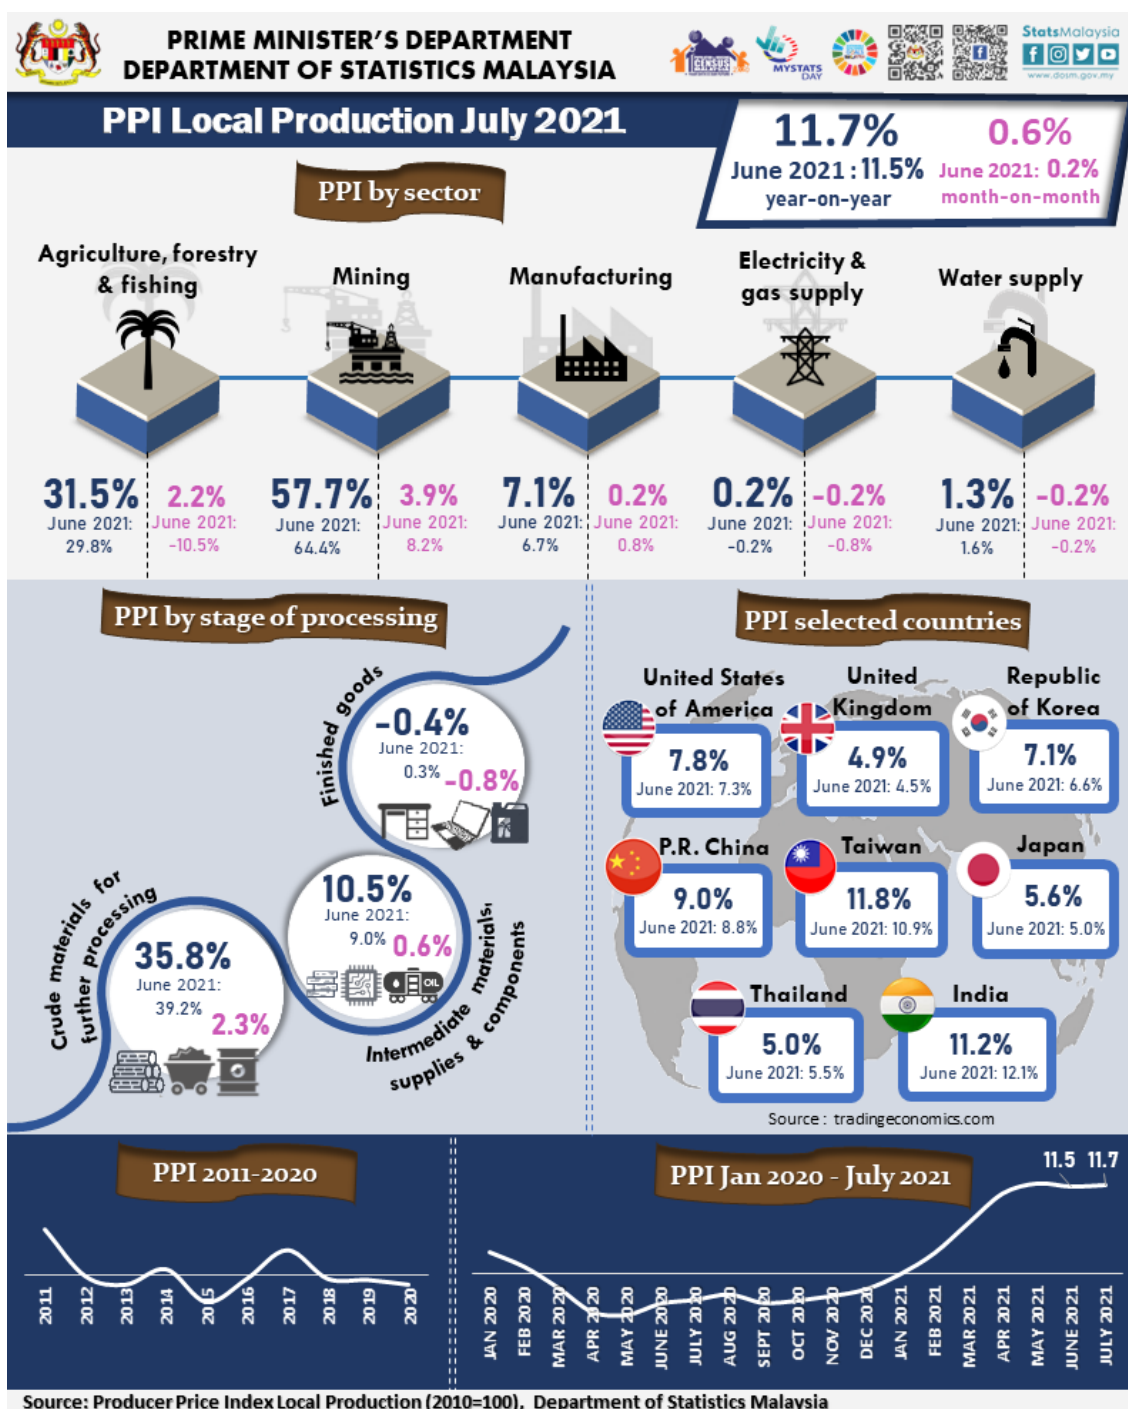 PRIME MINISTER'S DEPARTMENT
DEPARTMENT OF STATISTICS MALAYSIA
CENSUS
MYSTATS
DAY
StatsMalaysia
www.dosm.gov.my
PPI Local Production July 2021
11.7%
June 2021 : 11.5%
year-on-year
0.6%
June 2021: 0.2%
month-on-month
PPI by sector
Agriculture, forestry
& fishing
Mining
Manufacturing
Electricity &
gas supply
Water supply
31.5%
June 2021:
29.8%
2.2%
June 2021:
-10.5%
57.7%
June 2021:
64.4%
3.9%
June 2021:
8.2%
7.1%
June 2021:
6.7%
0.2%
June 2021:
0.8%
0.2%
June 2021:
-0.2%
-0.2%
June 2021:
-0.8%
1.3%
June 2021:
1.6%
-0.2%
June 2021:
-0.2%
PPI by stage of processing
Finished goods
-0.4%
June 2021:
0.3%
-0.8%
10.5%
June 2021:
9.0%
0.6%
OIL
Intermediate materials,
supplies & components
Crude materials for
further processing
35.8%
June 2021:
39.2%
2.3%
PPI selected countries
United States
of America
7.8%
June 2021: 7.3%
United
Kingdom
4.9%
June 2021: 4.5%
Republic
of Korea
7.1%
June 2021: 6.6%
P.R. China
9.0%
June 2021: 8.8%
Taiwan
11.8%
June 2021: 10.9%
Japan
5.6%
June 2021: 5.0%
Thailand
5.0%
June 2021: 5.5%
India
11.2%
June 2021: 12.1%
Source : tradingeconomics.com
PPI 2011-2020
2011
2012
2013
2014
2015
2016
2017
2018
2019
2020
PPI Jan 2020 - July 2021
11.5
11.7
JAN 2020
FEB 2020
MAR 2020
APR 2020
MAY 2020
JUNE 2020
JULY 2020
AUG 2020
SEPT 2020
OCT 2020
NOV 2020
DEC 2020
JAN 2021
FEB 2021
MAR 2021
APR 2021
MAY 2021
JUNE 2021
JULY 2021
Source: Producer Price Index Local Production (2010=100), Department of Statistics Malaysia